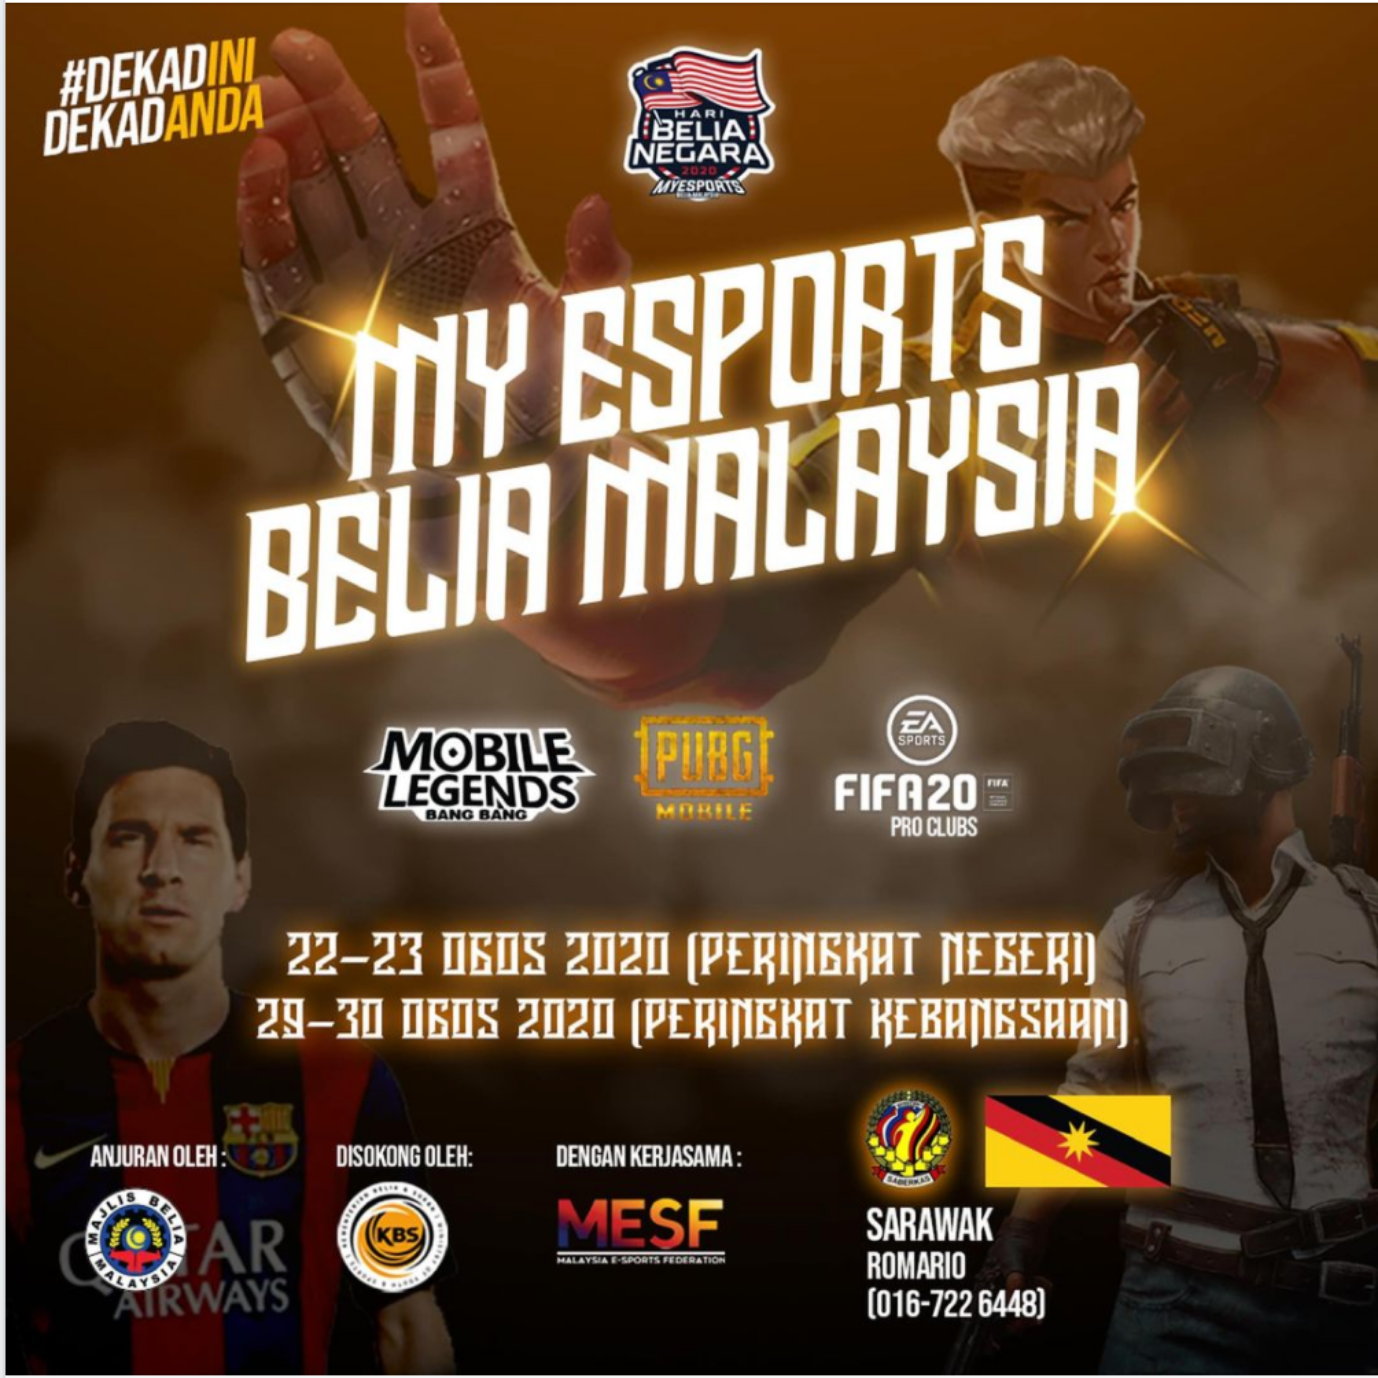 #DEKADINI
DEKADANDA
HARI
BELIA
NEGARA
2020
MYESPORTS
MY ESPORTS
BELIA MALAYSIA
MOBILE
LEGENDS
BANG BANG
PUBG
MOBILE
EA
SPORTS
FIFA20
FIFA
PRO CLUBS
22-23 OGOS 2020 (PERINGKAT NEGERI)
29-30 OGOS 2020 (PERINGKAT KEBANGSAAN)
ANJURAN OLEH :
MAJLIS BELIA
MALAYSIA
DISOKONG OLEH:
KBS
DENGAN KERJASAMA :
MESF
MALAYSIA E-SPORTS FEDERATION
SABERKAS
SARAWAK
ROMARIO
(016-722 6448)
QATAR
AIRWAYS